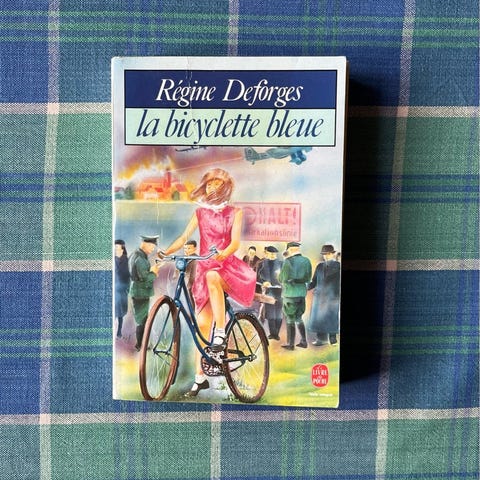 Régine Deforges
la bicyclette bleue
HALT!
LE
LIVRE
DE
POCHE